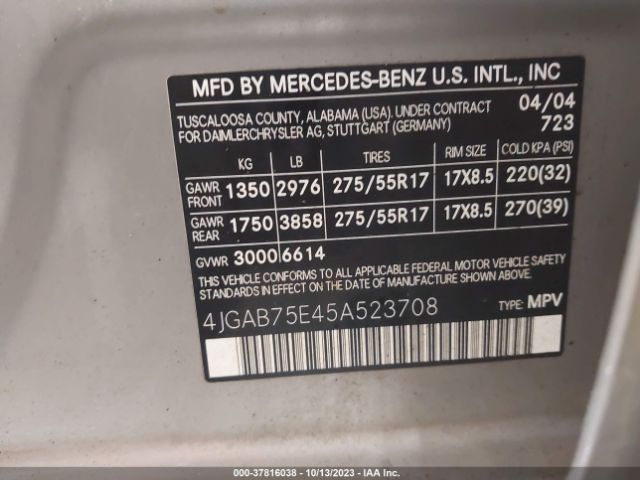 MFD BY MERCEDES-BENZ U.S. INTL., INC
TUSCALOOSA COUNTY, ALABAMA (USA). UNDER CONTRACT 04/04
FOR DAIMLERCHRYSLER AG, STUTTGART (GERMANY) 723
KG LB TIRES RIM SIZE COLD KPA (PSI)
GAWR FRONT 1350 2976 275/55R17 17X8.5 220(32)
GAWR REAR 1750 3858 275/55R17 17X8.5 270(39)
GVWR 3000 6614
THIS VEHICLE CONFORMS TO ALL APPLICABLE FEDERAL MOTOR VEHICLE SAFETY
STANDARDS IN EFFECT ON THE DATE OF MANUFACTURE SHOWN ABOVE.
4JGAB75E45A523708 TYPE: MPV
000-37816038 - 10/13/2023 - IAA Inc.